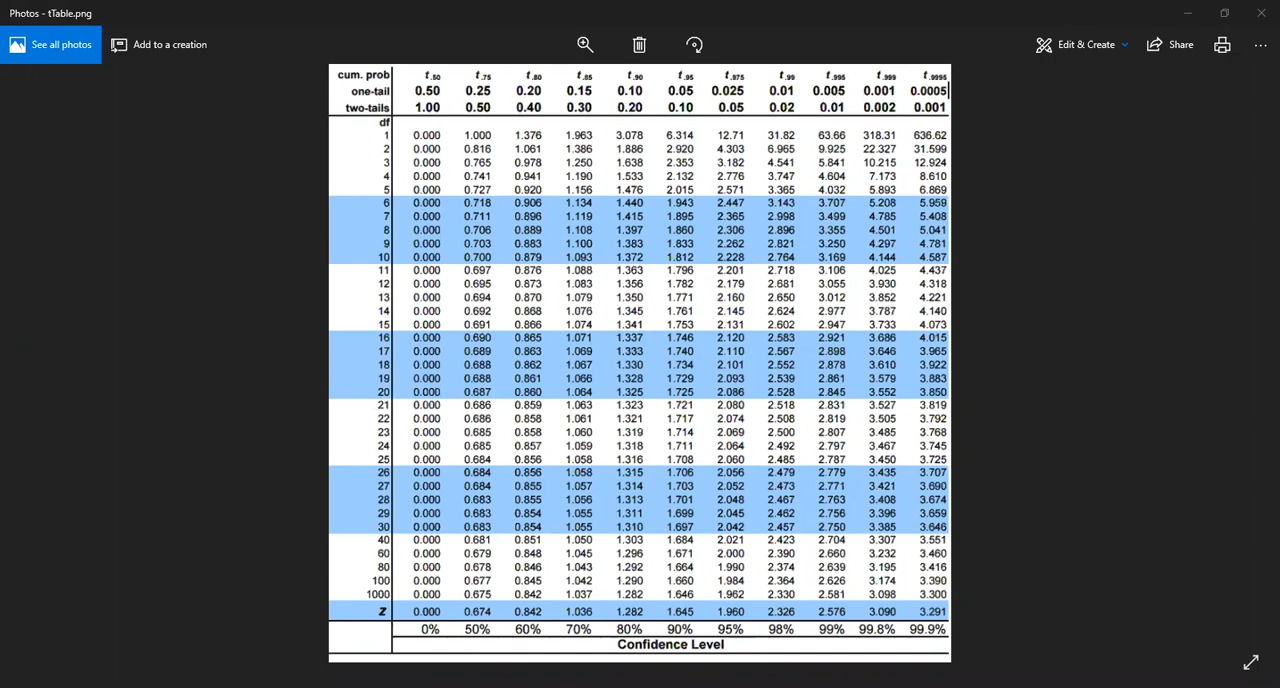 Photos - tTable.png
See all photos Add to a creation Edit & Create Share
cum. prob t.50 t.75 t.80 t.85 t.90 t.95 t.975 t.99 t.995 t.999 t.9995
one-tail 0.50 0.25 0.20 0.15 0.10 0.05 0.025 0.01 0.005 0.001 0.0005
two-tails 1.00 0.50 0.40 0.30 0.20 0.10 0.05 0.02 0.01 0.002 0.001
df
1 0.000 1.000 1.376 1.963 3.078 6.314 12.71 31.82 63.66 318.31 636.62
2 0.000 0.816 1.061 1.386 1.886 2.920 4.303 6.965 9.925 22.327 31.599
3 0.000 0.765 0.978 1.250 1.638 2.353 3.182 4.541 5.841 10.215 12.924
4 0.000 0.741 0.941 1.190 1.533 2.132 2.776 3.747 4.604 7.173 8.610
5 0.000 0.727 0.920 1.156 1.476 2.015 2.571 3.365 4.032 5.893 6.869
6 0.000 0.718 0.906 1.134 1.440 1.943 2.447 3.143 3.707 5.208 5.959
7 0.000 0.711 0.896 1.119 1.415 1.895 2.365 2.998 3.499 4.785 5.408
8 0.000 0.706 0.889 1.108 1.397 1.860 2.306 2.896 3.355 4.501 5.041
9 0.000 0.703 0.883 1.100 1.383 1.833 2.262 2.821 3.250 4.297 4.781
10 0.000 0.700 0.879 1.093 1.372 1.812 2.228 2.764 3.169 4.144 4.587
11 0.000 0.697 0.876 1.088 1.363 1.796 2.201 2.718 3.106 4.025 4.437
12 0.000 0.695 0.873 1.083 1.356 1.782 2.179 2.681 3.055 3.930 4.318
13 0.000 0.694 0.870 1.079 1.350 1.771 2.160 2.650 3.012 3.852 4.221
14 0.000 0.692 0.868 1.076 1.345 1.761 2.145 2.624 2.977 3.787 4.140
15 0.000 0.691 0.866 1.074 1.341 1.753 2.131 2.602 2.947 3.733 4.073
16 0.000 0.690 0.865 1.071 1.337 1.746 2.120 2.583 2.921 3.686 4.015
17 0.000 0.689 0.863 1.069 1.333 1.740 2.110 2.567 2.898 3.646 3.965
18 0.000 0.688 0.862 1.067 1.330 1.734 2.101 2.552 2.878 3.610 3.922
19 0.000 0.688 0.861 1.066 1.328 1.729 2.093 2.539 2.861 3.579 3.883
20 0.000 0.687 0.860 1.064 1.325 1.725 2.086 2.528 2.845 3.552 3.850
21 0.000 0.686 0.859 1.063 1.323 1.721 2.080 2.518 2.831 3.527 3.819
22 0.000 0.686 0.858 1.061 1.321 1.717 2.074 2.508 2.819 3.505 3.792
23 0.000 0.685 0.858 1.060 1.319 1.714 2.069 2.500 2.807 3.485 3.768
24 0.000 0.685 0.857 1.059 1.318 1.711 2.064 2.492 2.797 3.467 3.745
25 0.000 0.684 0.856 1.058 1.316 1.708 2.060 2.485 2.787 3.450 3.725
26 0.000 0.684 0.856 1.058 1.315 1.706 2.056 2.479 2.779 3.435 3.707
27 0.000 0.684 0.855 1.057 1.314 1.703 2.052 2.473 2.771 3.421 3.690
28 0.000 0.683 0.855 1.056 1.313 1.701 2.048 2.467 2.763 3.408 3.674
29 0.000 0.683 0.854 1.055 1.311 1.699 2.045 2.462 2.756 3.396 3.659
30 0.000 0.683 0.854 1.055 1.310 1.697 2.042 2.457 2.750 3.385 3.646
40 0.000 0.681 0.851 1.050 1.303 1.684 2.021 2.423 2.704 3.307 3.551
60 0.000 0.679 0.848 1.045 1.296 1.671 2.000 2.390 2.660 3.232 3.460
80 0.000 0.678 0.846 1.043 1.292 1.664 1.990 2.374 2.639 3.195 3.416
100 0.000 0.677 0.845 1.042 1.290 1.660 1.984 2.364 2.626 3.174 3.390
1000 0.000 0.675 0.842 1.037 1.282 1.646 1.962 2.330 2.581 3.098 3.300
Z 0.000 0.674 0.842 1.036 1.282 1.645 1.960 2.326 2.576 3.090 3.291
0% 50% 60% 70% 80% 90% 95% 98% 99% 99.8% 99.9%
Confidence Level